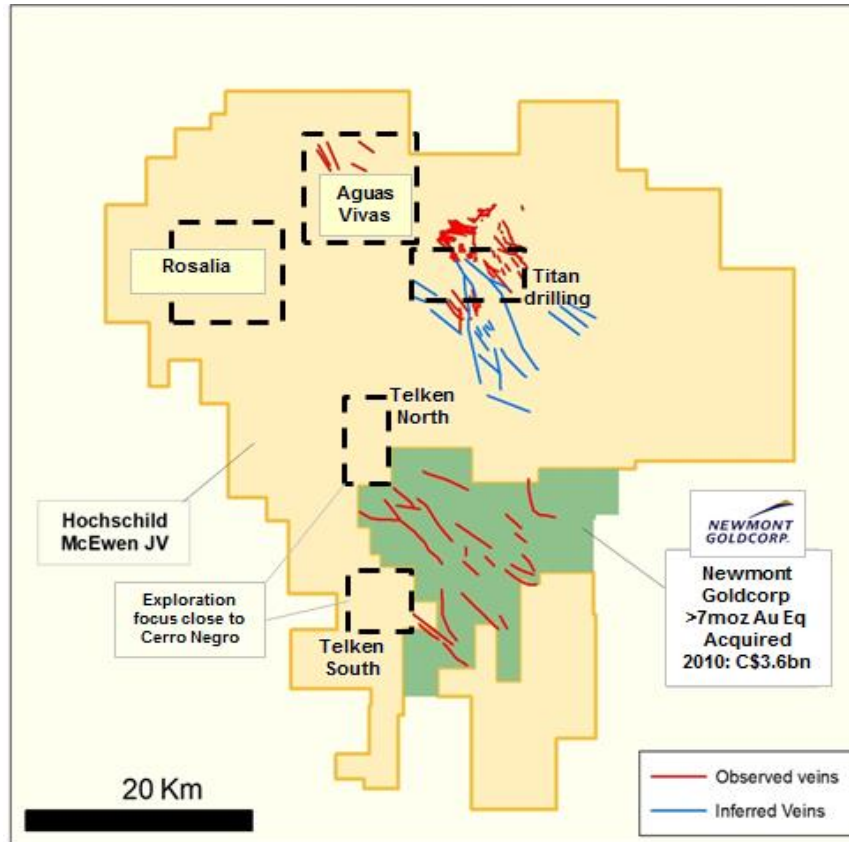 Aguas
Vivas
Rosalia
Titan
drilling
Telken
North
Hochschild
McEwen JV
NEWMONT
GOLDCORP.
Newmont
Goldcorp
>7moz Au Eq
Acquired
2010: C$3.6bn
Exploration
focus close to
Cerro Negro
Telken
South
20 Km
Observed veins
Inferred Veins